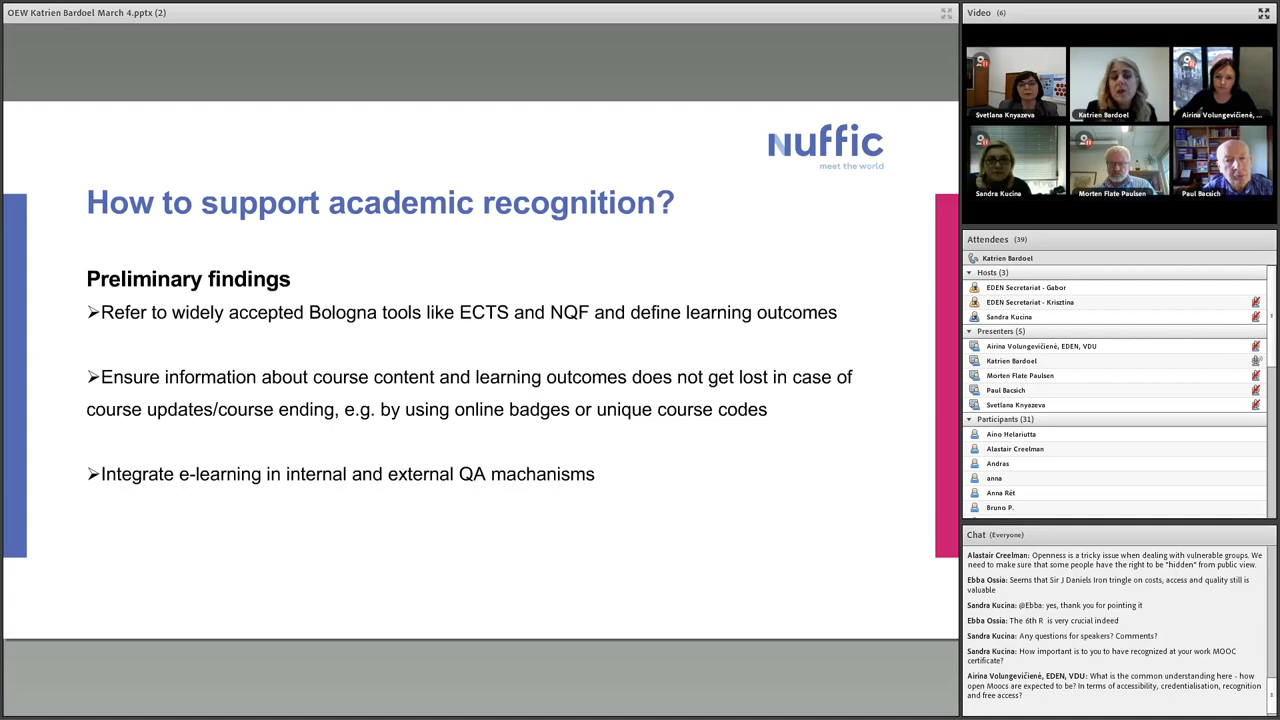 OEW Katrien Bardoel March 4.pptx (2)
nuffic
meet the world
How to support academic recognition?
Preliminary findings
➢Refer to widely accepted Bologna tools like ECTS and NQF and define learning outcomes
➢Ensure information about course content and learning outcomes does not get lost in case of
course updates/course ending, e.g. by using online badges or unique course codes
➢Integrate e-learning in internal and external QA machanisms
Video (6)
Svetlana Knyazeva
Katrien Bardoel
Airina Volungevičienė, ...
Sandra Kucina
Morten Flate Paulsen
Paul Bacsich
Attendees (39)
Katrien Bardoel
Hosts (3)
EDEN Secretariat - Gabor
EDEN Secretariat - Krisztina
Sandra Kucina
Presenters (5)
Airina Volungevičienė, EDEN, VDU
Katrien Bardoel
Morten Flate Paulsen
Paul Bacsich
Svetlana Knyazeva
Participants (31)
Aino Helariutta
Alastair Creelman
Andras
anna
Anna Rét
Bruno P.
Chat (Everyone)
Alastair Creelman: Openness is a tricky issue when dealing with vulnerable groups. We
need to make sure that some people have the right to be "hidden" from public view.
Ebba Ossia: Seems that Sir J Daniels Iron tringle on costs, access and quality still is
valuable
Sandra Kucina: @Ebba: yes, thank you for pointing it
Ebba Ossia: The 6th R is very crucial indeed
Sandra Kucina: Any questions for speakers? Comments?
Sandra Kucina: How important is to you to have recognized at your work MOOC
certificate?
Airina Volungevičienė, EDEN, VDU: What is the common understanding here - how
open Moocs are expected to be? In terms of accessibility, credentialisation, recognition
and free access?